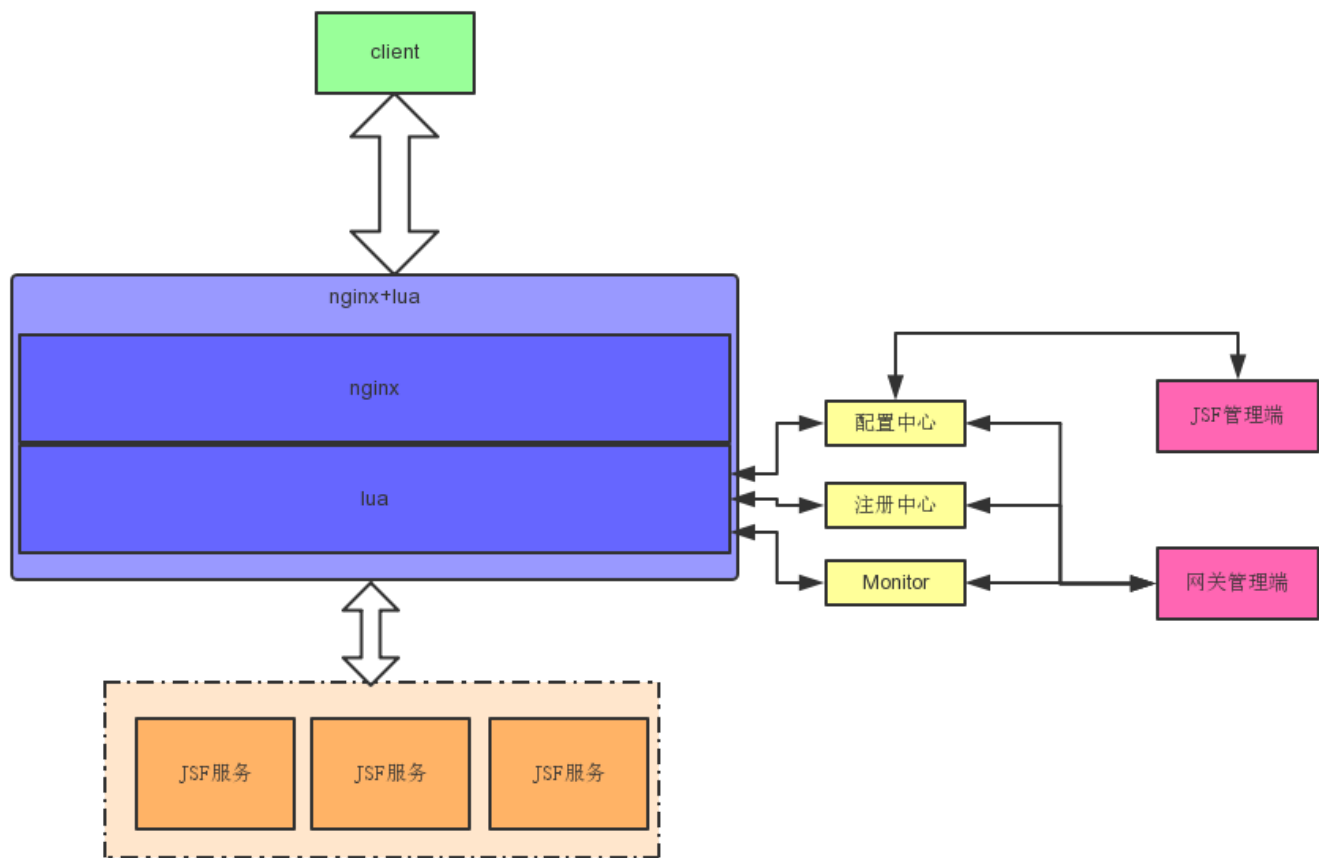 client
nginx+lua
nginx
lua
配置中心
注册中心
Monitor
JSF管理端
网关管理端
JSF服务
JSF服务
JSF服务